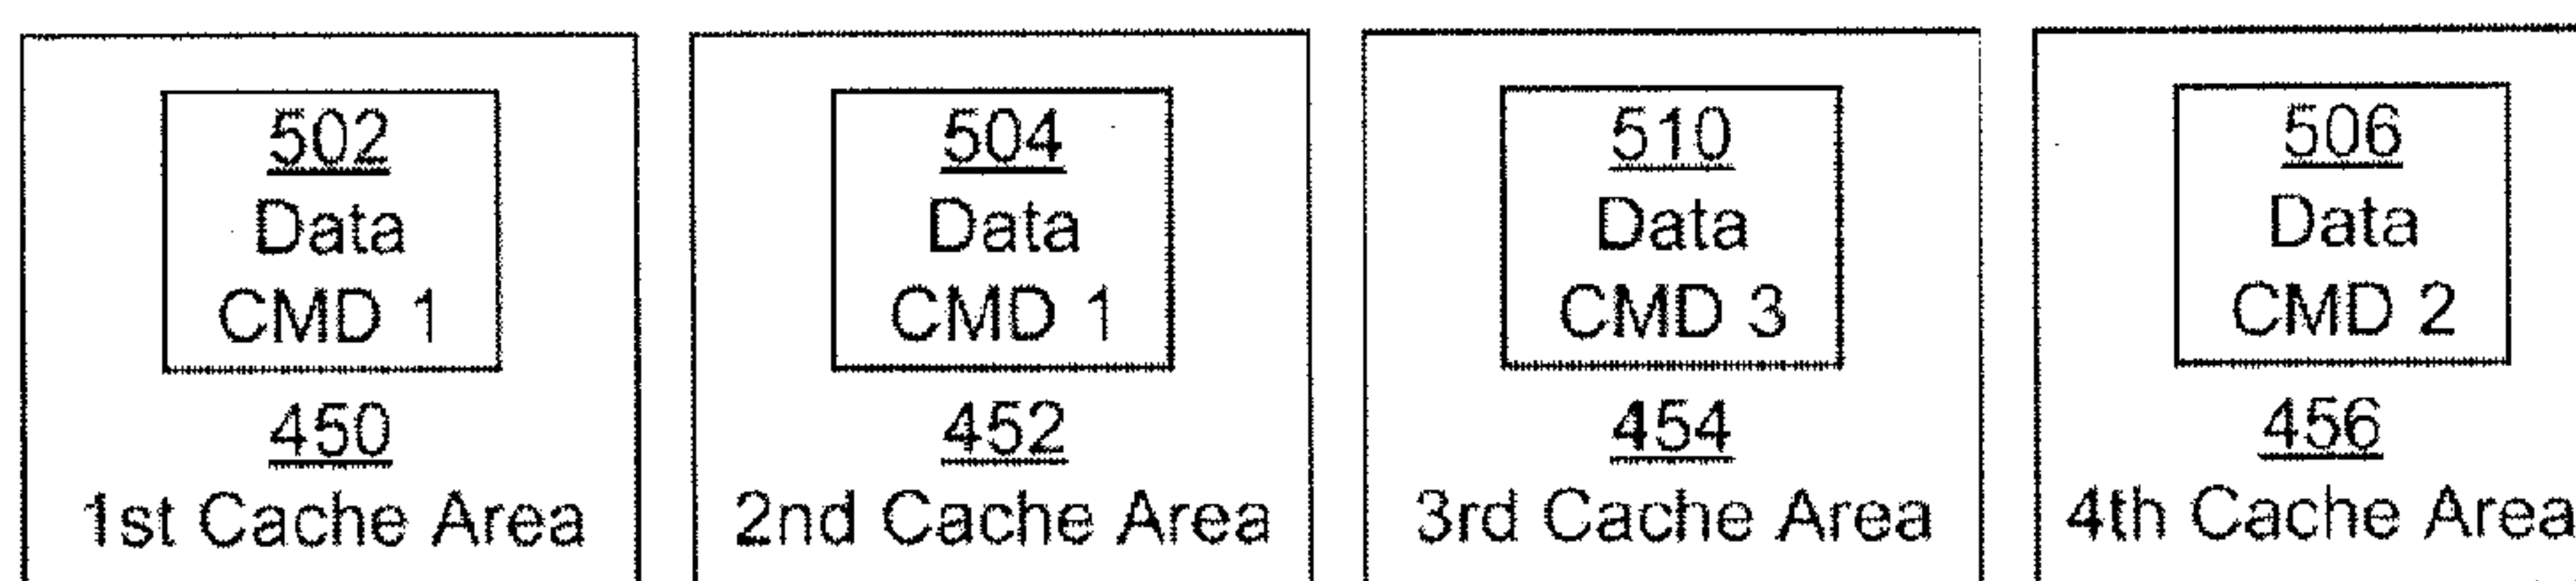 502
Data
CMD 1
450
1st Cache Area
504
Data
CMD 1
452
2nd Cache Area
510
Data
CMD 3
454
3rd Cache Area
506
Data
CMD 2
456
4th Cache Area